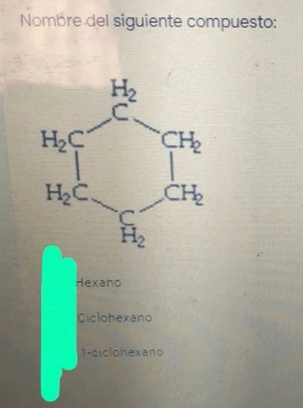 Nombre del siguiente compuesto:
H₂
C
H₂C CH₂
H₂C CH₂
C
H₂
Hexano
Ciclohexano
1-ciclohexano